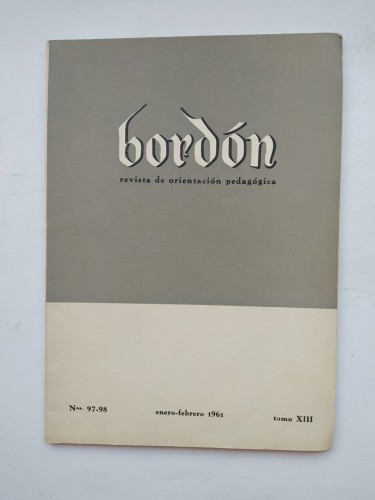 bordón
revista de orientación pedagógica
Nos. 97-98 enero-febrero 1961 tomo XIII